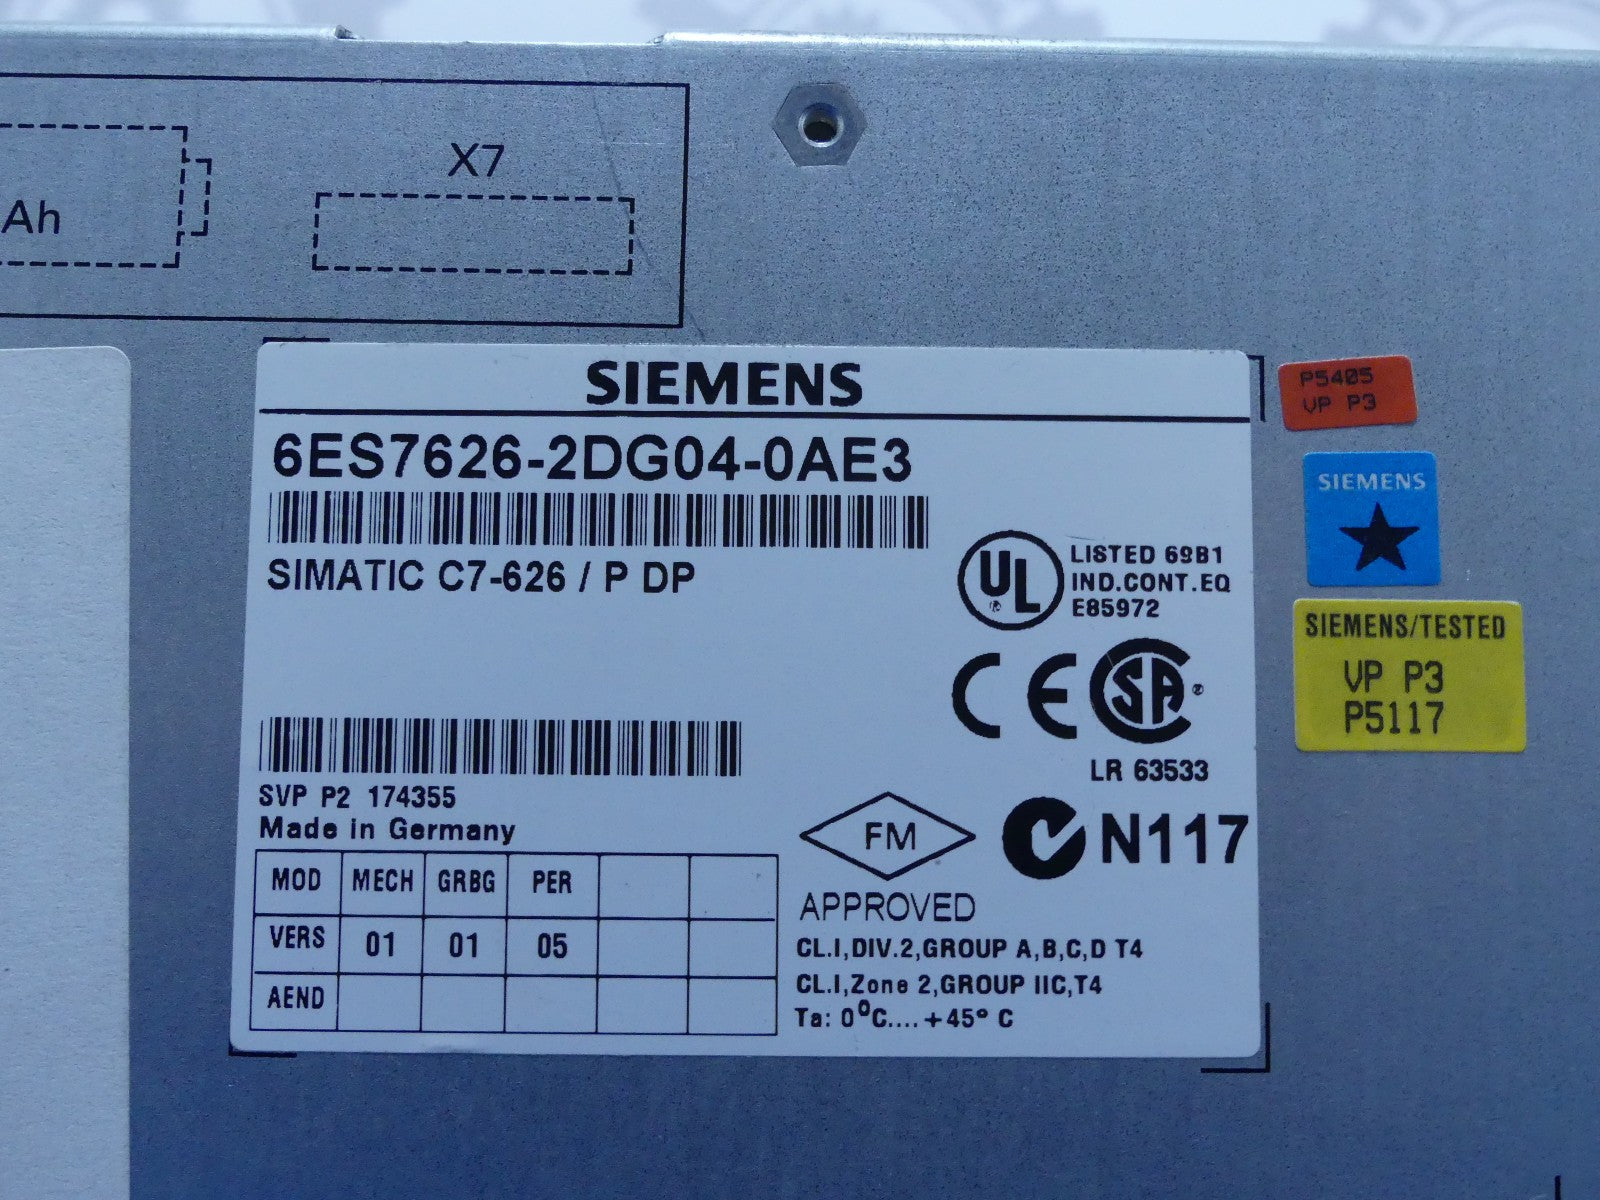 Ah
X7
SIEMENS
6ES7626-2DG04-0AE3
SIMATIC C7-626 / P DP
UL
LISTED 69B1
IND.CONT.EQ
E85972
CE SA
LR 63533
SVP P2 174355
Made in Germany
MOD MECH GRBG PER
VERS 01 01 05
AEND
FM
APPROVED
N117
CL.I,DIV.2,GROUP A,B,C,D T4
CL.I,Zone 2,GROUP IIC,T4
Ta: 0°C....+45° C
P5405
VP P3
SIEMENS
SIEMENS/TESTED
VP P3
P5117